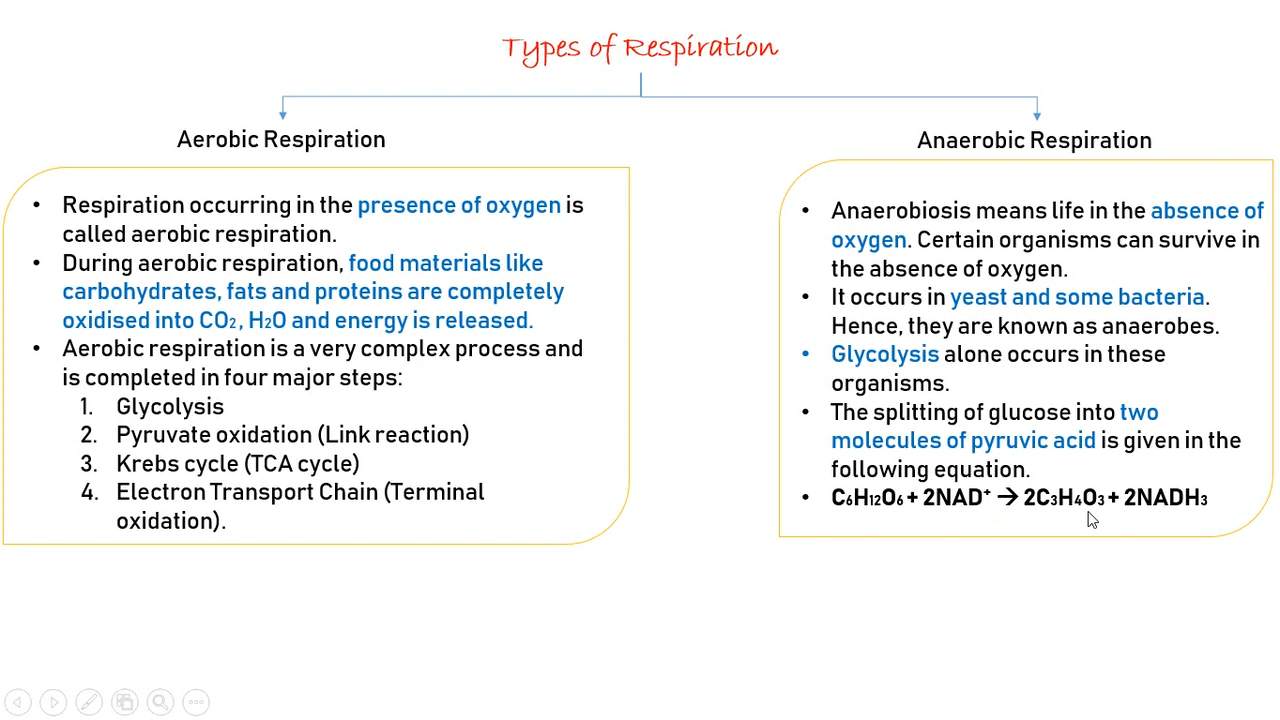 Types of Respiration
Aerobic Respiration
• Respiration occurring in the presence of oxygen is
called aerobic respiration.
• During aerobic respiration, food materials like
carbohydrates, fats and proteins are completely
oxidised into CO₂, H₂O and energy is released.
• Aerobic respiration is a very complex process and
is completed in four major steps:
1. Glycolysis
2. Pyruvate oxidation (Link reaction)
3. Krebs cycle (TCA cycle)
4. Electron Transport Chain (Terminal
oxidation).
Anaerobic Respiration
• Anaerobiosis means life in the absence of
oxygen. Certain organisms can survive in
the absence of oxygen.
• It occurs in yeast and some bacteria.
Hence, they are known as anaerobes.
• Glycolysis alone occurs in these
organisms.
• The splitting of glucose into two
molecules of pyruvic acid is given in the
following equation.
• C₆H₁₂O₆ + 2NAD⁺ → 2C₃H₄O₃ + 2NADH₃